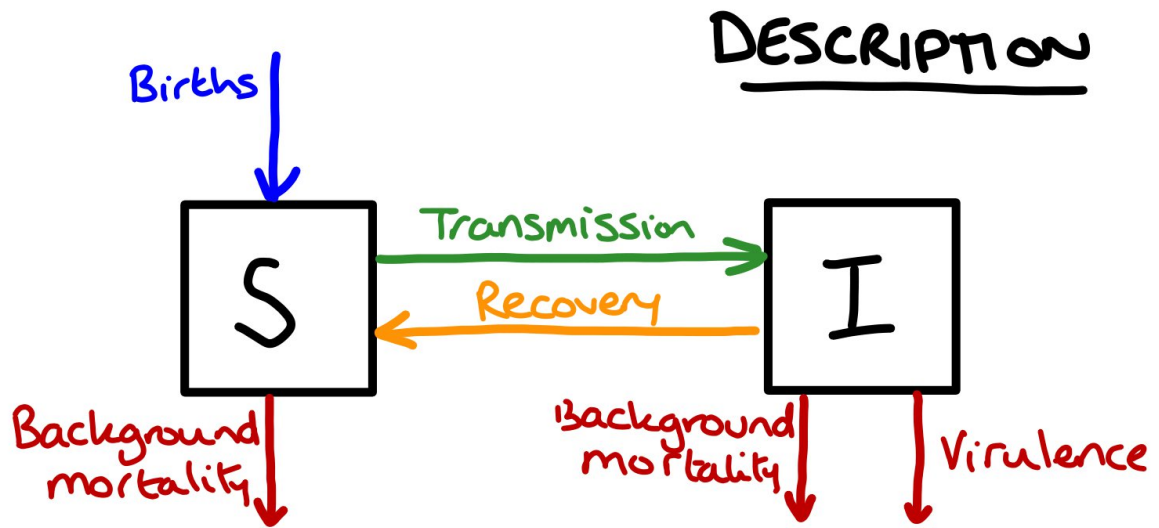 DESCRIPTION
Births
Transmission
S
I
Recovery
Background
mortality
Background
mortality
Virulence